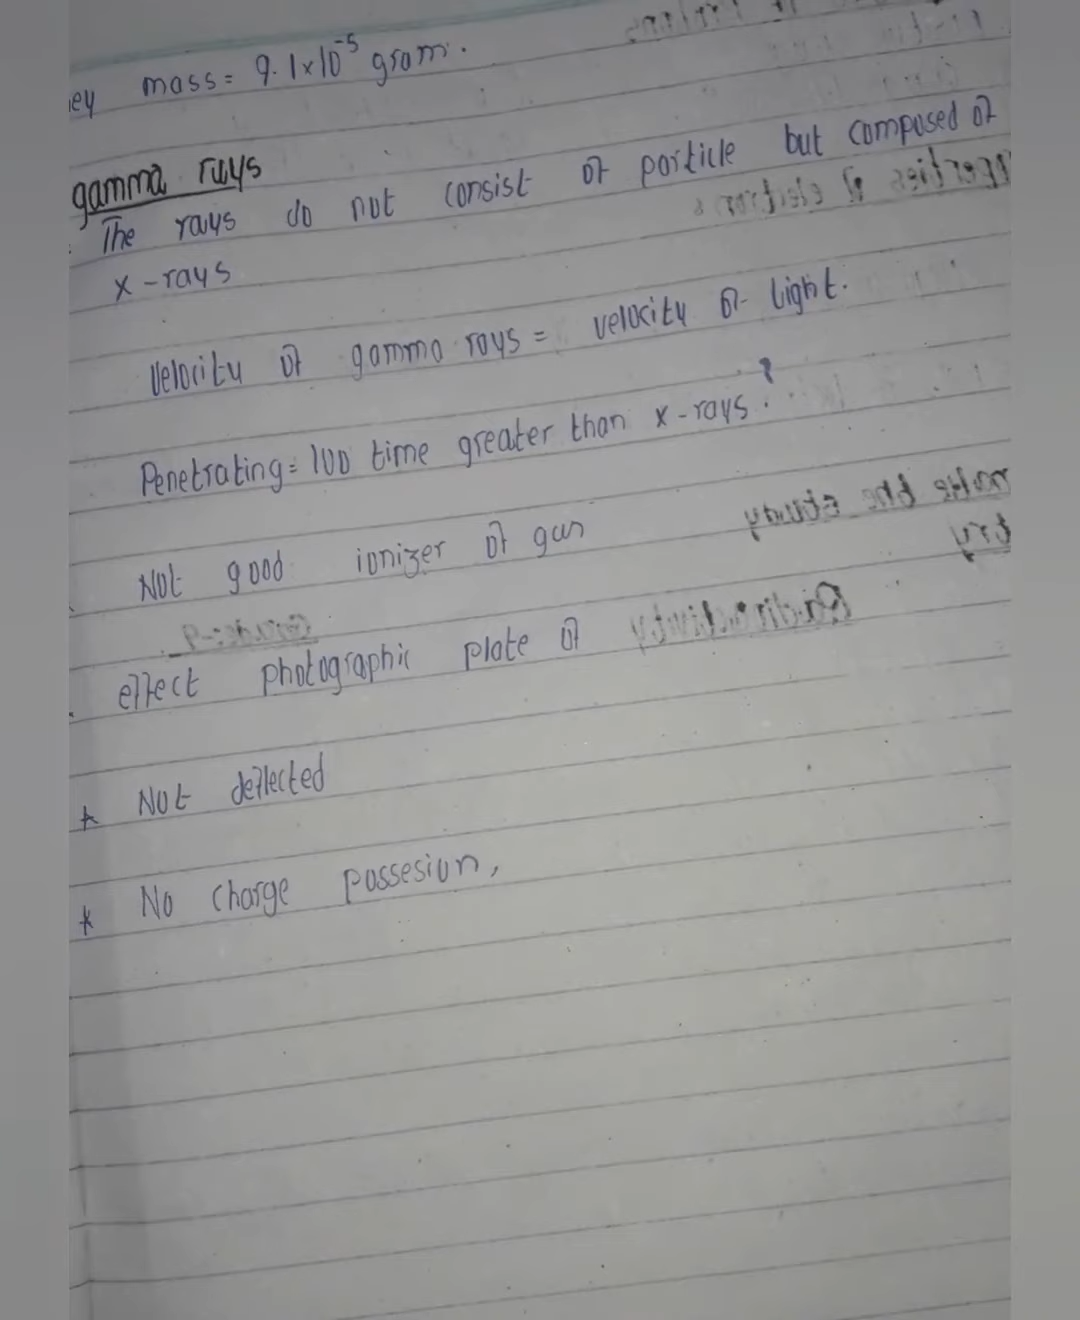 ey mass = 9.1x10^-5 gram.
gamma rays
The rays do not consist of particle but composed of
x-rays
Velocity of gamma rays = velocity of light.
Penetrating = 100 time greater than x-rays.
Not good ionizer of gas
effect photographic plate of
* Not deflected
* No charge possesion,